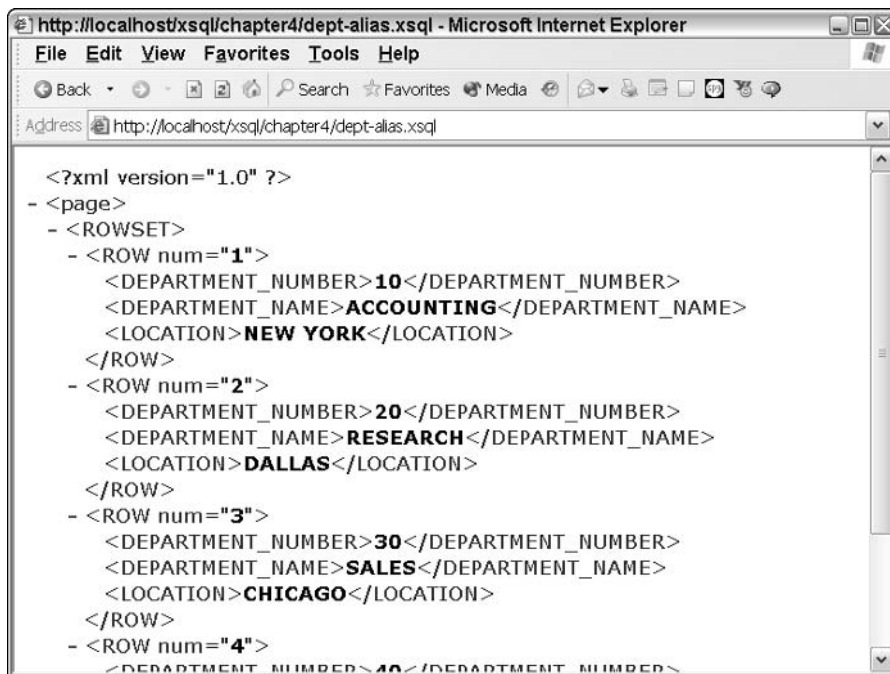 http://localhost/xsql/chapter4/dept-alias.xsql - Microsoft Internet Explorer
File Edit View Favorites Tools Help
Back Search Favorites Media
Address http://localhost/xsql/chapter4/dept-alias.xsql
<?xml version="1.0" ?>
- <page>
- <ROWSET>
- <ROW num="1">
<DEPARTMENT_NUMBER>10</DEPARTMENT_NUMBER>
<DEPARTMENT_NAME>ACCOUNTING</DEPARTMENT_NAME>
<LOCATION>NEW YORK</LOCATION>
</ROW>
- <ROW num="2">
<DEPARTMENT_NUMBER>20</DEPARTMENT_NUMBER>
<DEPARTMENT_NAME>RESEARCH</DEPARTMENT_NAME>
<LOCATION>DALLAS</LOCATION>
</ROW>
- <ROW num="3">
<DEPARTMENT_NUMBER>30</DEPARTMENT_NUMBER>
<DEPARTMENT_NAME>SALES</DEPARTMENT_NAME>
<LOCATION>CHICAGO</LOCATION>
</ROW>
- <ROW num="4">
<DEPARTMENT_NUMBER>40</DEPARTMENT_NUMBER>